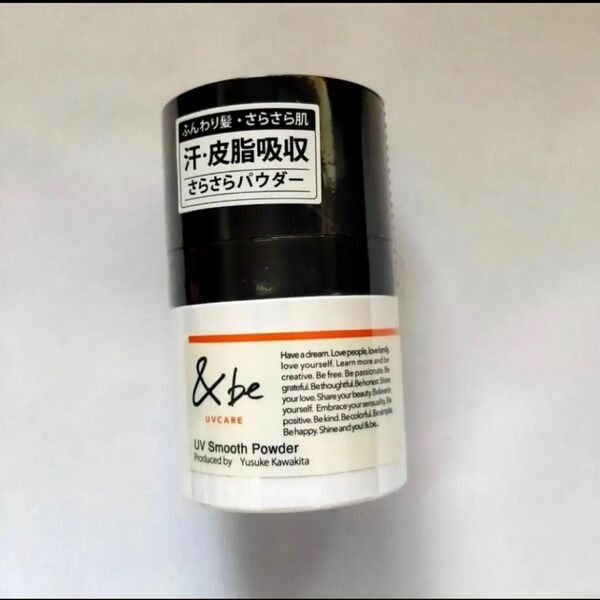 ふんわり髪・さらさら肌
汗・皮脂吸収
さらさらパウダー
&be
UVCARE
Have a dream. Love people, love family,
love yourself. Learn more and be
creative. Be free. Be passionate. Be
grateful. Be thoughtful. Be honest. Share
your love. Share your beauty. Believe in
yourself. Embrace your sensuality. Be
positive. Be kind. Be colorful. Be simple.
Be happy. Shine and you! & be...
UV Smooth Powder
Produced by Yusuke Kawakita